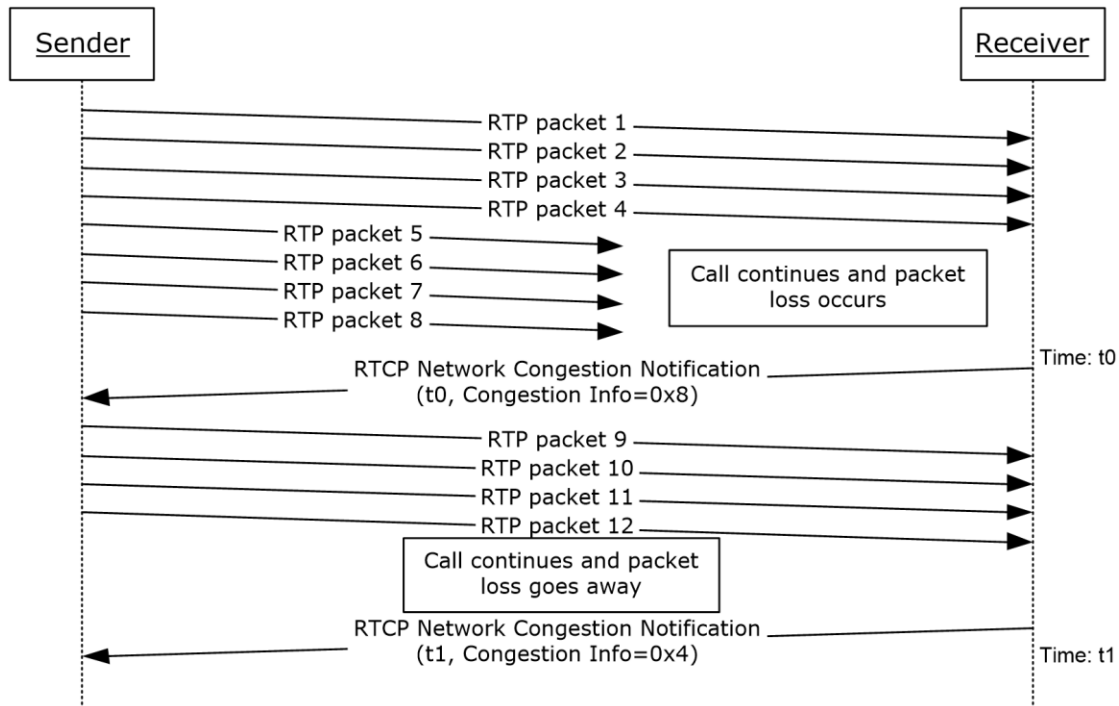 Sender
Receiver
RTP packet 1
RTP packet 2
RTP packet 3
RTP packet 4
RTP packet 5
RTP packet 6
RTP packet 7
RTP packet 8
Call continues and packet
loss occurs
Time: t0
RTCP Network Congestion Notification
(t0, Congestion Info=0x8)
RTP packet 9
RTP packet 10
RTP packet 11
RTP packet 12
Call continues and packet
loss goes away
RTCP Network Congestion Notification
(t1, Congestion Info=0x4)
Time: t1